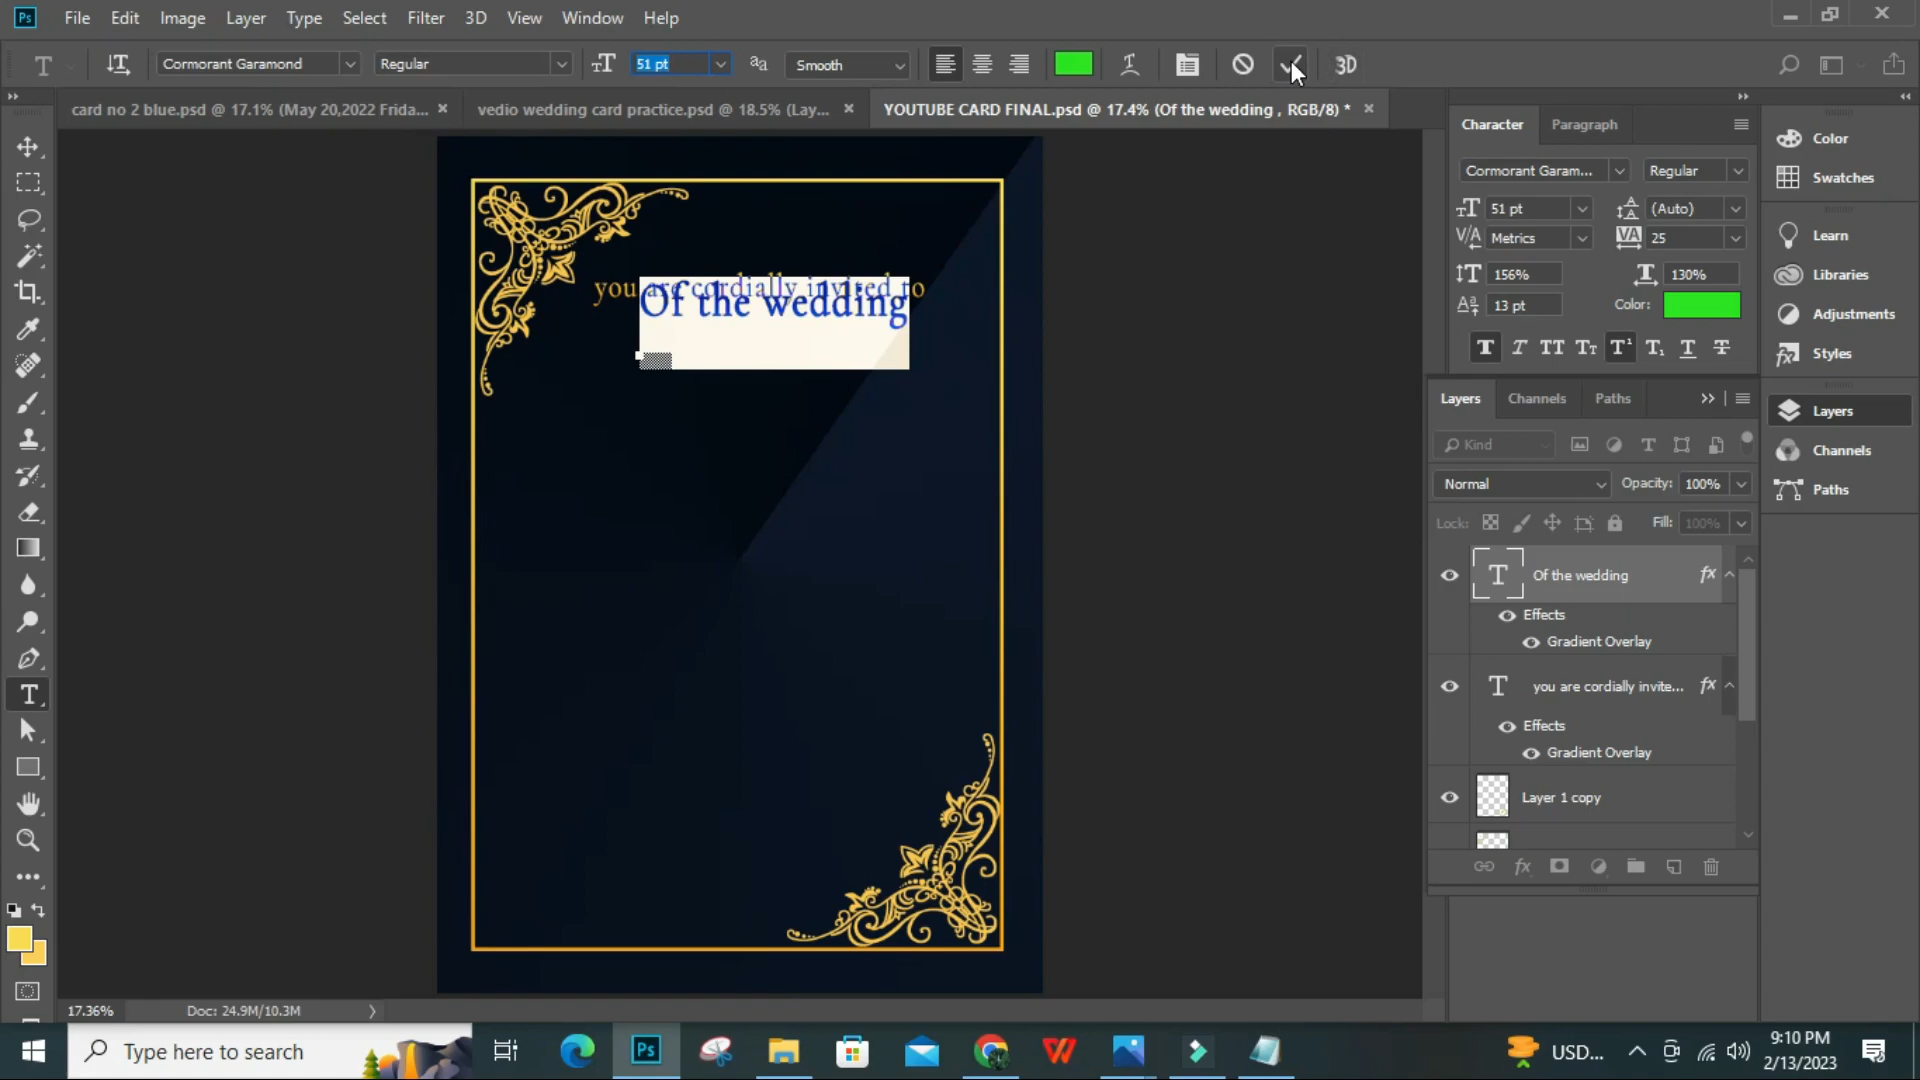 Ps File Edit Image Layer Type Select Filter 3D View Window Help
T Cormorant Garamond Regular 51 pt aa Smooth 3D
card no 2 blue.psd @ 17.1% (May 20,2022 Frida... × vedio wedding card practice.psd @ 18.5% (Lay... × YOUTUBE CARD FINAL.psd @ 17.4% (Of the wedding , RGB/8) * ×
you are cordially invited to
Of the wedding
Character Paragraph
Cormorant Garam... Regular
51 pt (Auto)
Metrics 25
156% 130%
13 pt Color:
Layers Channels Paths
Kind
Normal Opacity: 100%
Lock: Fill: 100%
Of the wedding fx
Effects
Gradient Overlay
you are cordially invite... fx
Effects
Gradient Overlay
Layer 1 copy
fx
Color
Swatches
Learn
Libraries
Adjustments
Styles
Layers
Channels
Paths
17.36% Doc: 24.9M/10.3M
Type here to search
Ps
USD...
9:10 PM
2/13/2023